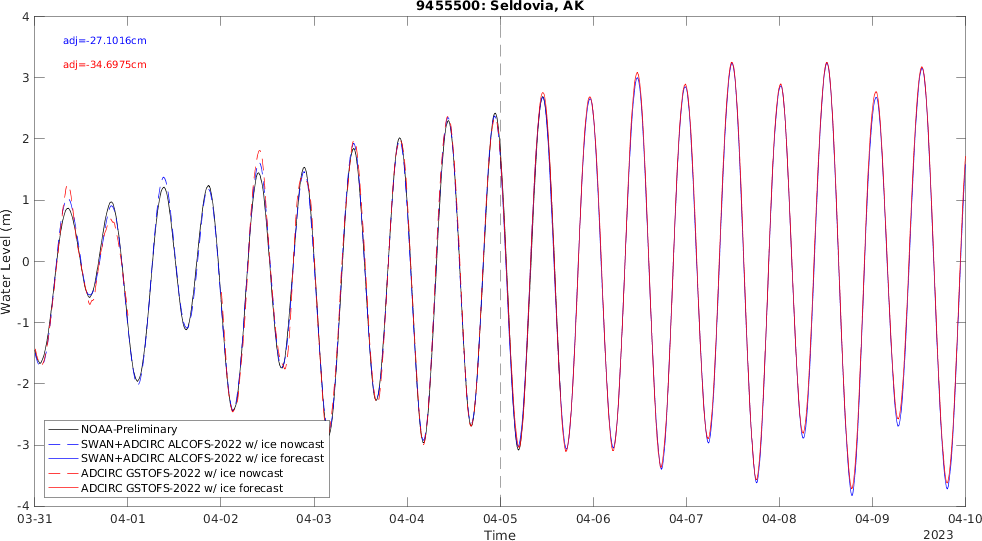 9455500: Seldovia, AK
adj=-27.1016cm
adj=-34.6975cm
4
3
2
1
0
-1
-2
-3
-4
Water Level (m)
NOAA-Preliminary
SWAN+ADCIRC ALCOFS-2022 w/ ice nowcast
SWAN+ADCIRC ALCOFS-2022 w/ ice forecast
ADCIRC GSTOFS-2022 w/ ice nowcast
ADCIRC GSTOFS-2022 w/ ice forecast
03-31 04-01 04-02 04-03 04-04 04-05 04-06 04-07 04-08 04-09 04-10
Time
2023